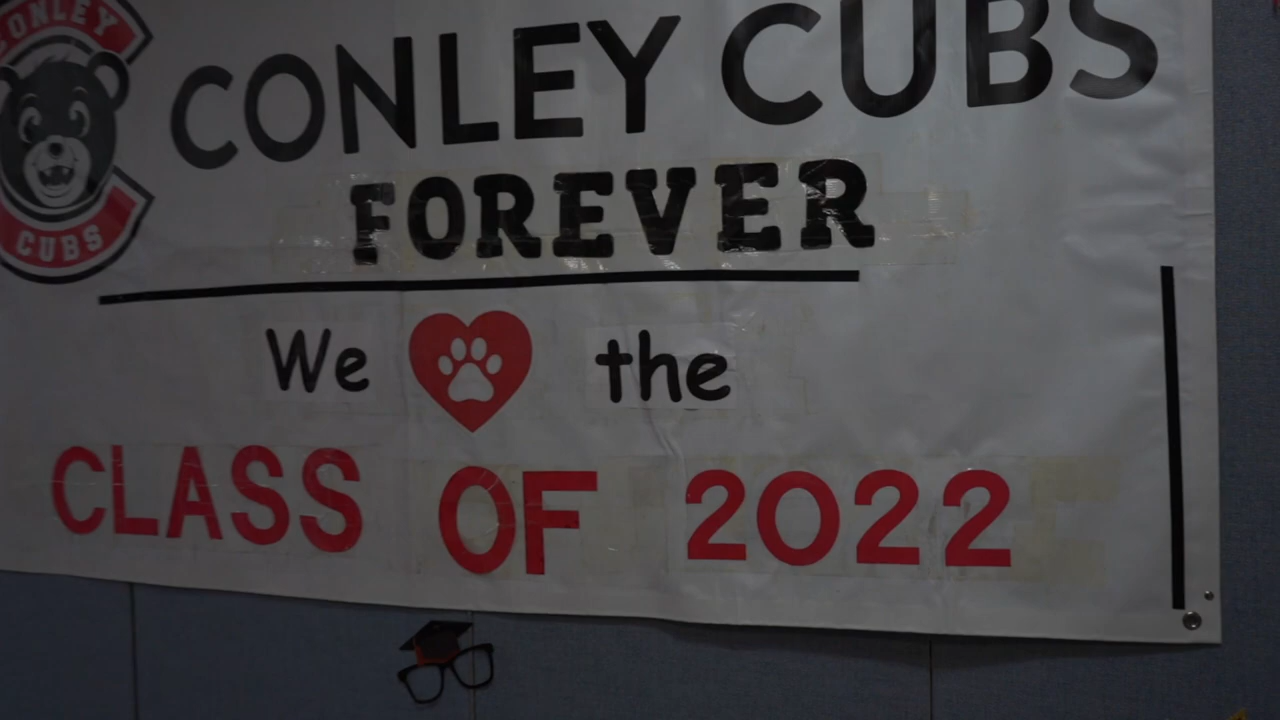 CONLEY
CUBS
CONLEY CUBS
FOREVER
We the
CLASS OF 2022